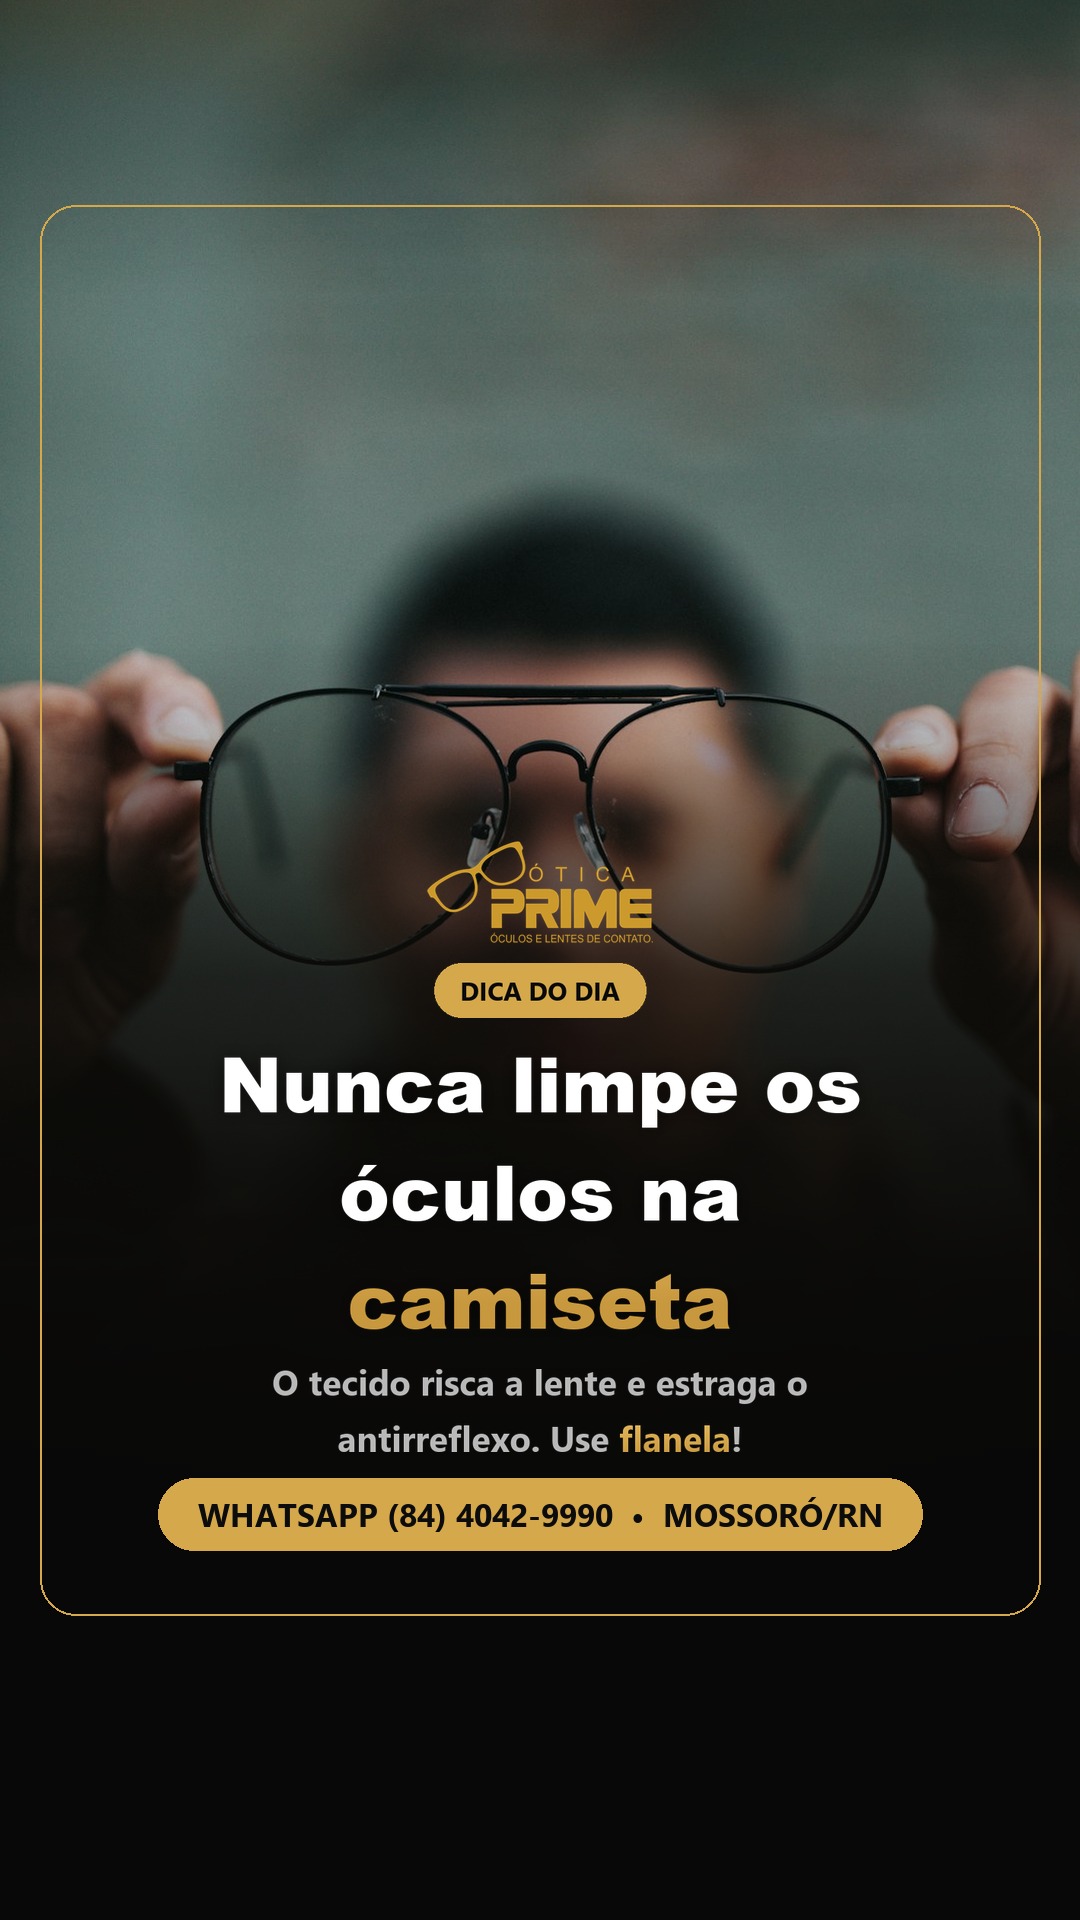 ÓTICA
PRIME
ÓCULOS E LENTES DE CONTATO.
DICA DO DIA
Nunca limpe os
óculos na
camiseta
O tecido risca a lente e estraga o
antirreflexo. Use flanela!
WHATSAPP (84) 4042-9990 • MOSSORÓ/RN